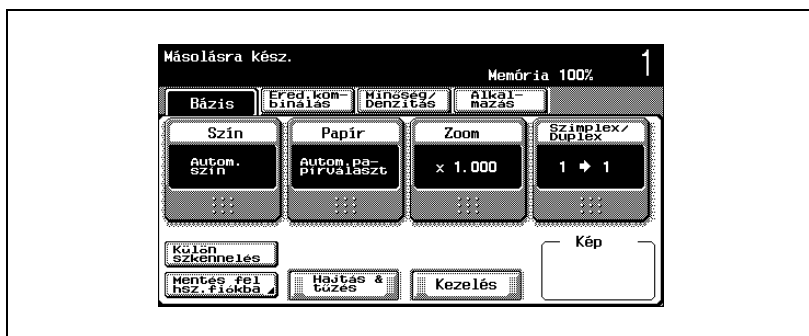 Másolásra kész.
Memória 100%
1
Bázis
Ered.kom-
binálás
Minőség/
Denzitás
Alkal-
mazás
Szín
Papír
Zoom
Szimplex/
Duplex
Autom.
szín
Autom.pa-
pírválaszt
× 1.000
1 ➔ 1
Külön
szkennelés
Kép
Mentés fel
hsz.fiókba
Hajtás &
tűzés
Kezelés